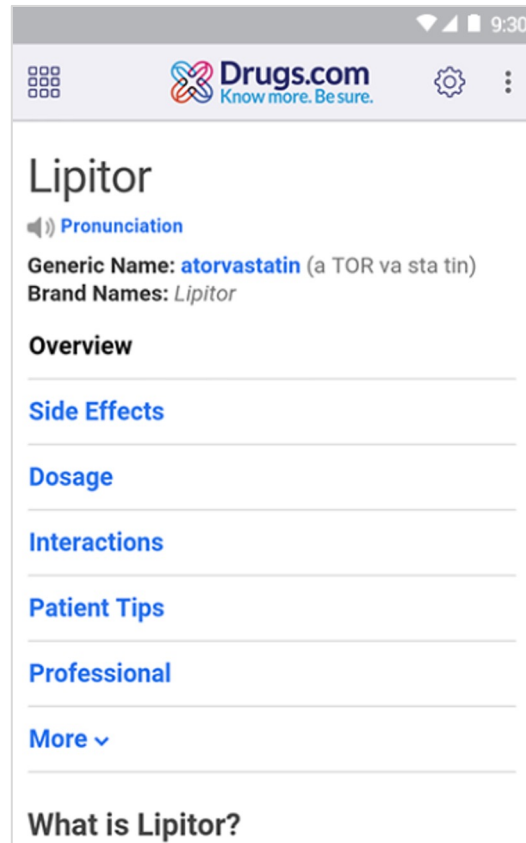 9:30
Drugs.com
Know more. Be sure.
Lipitor
Pronunciation
Generic Name: atorvastatin (a TOR va sta tin)
Brand Names: Lipitor
Overview
Side Effects
Dosage
Interactions
Patient Tips
Professional
More
What is Lipitor?